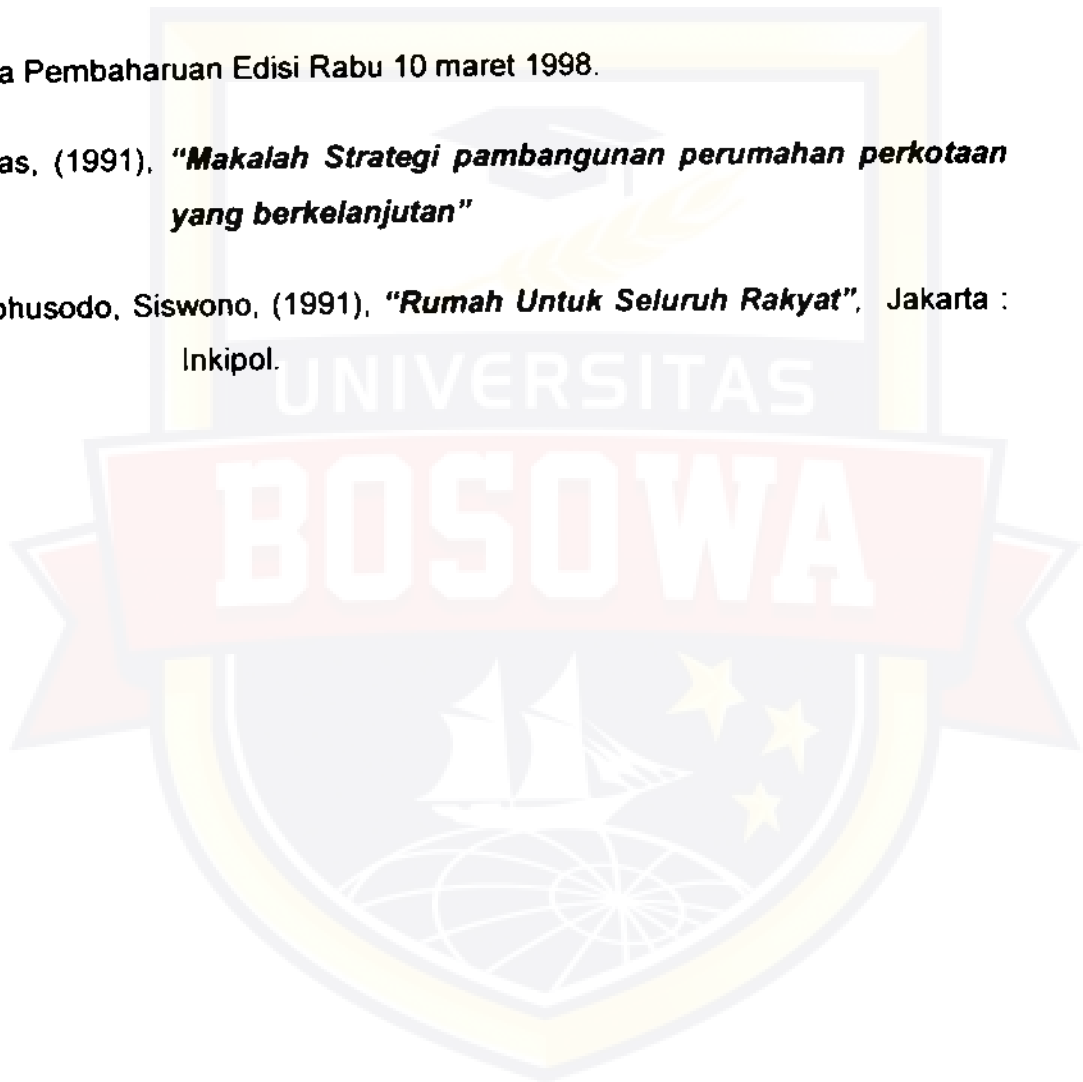 a Pembaharuan Edisi Rabu 10 maret 1998.
as, (1991), “Makalah Strategi pambangunan perumahan perkotaan
yang berkelanjutan”
ohusodo, Siswono, (1991), “Rumah Untuk Seluruh Rakyat”, Jakarta :
Inkipol.
UNIVERSITAS
BOSOWA